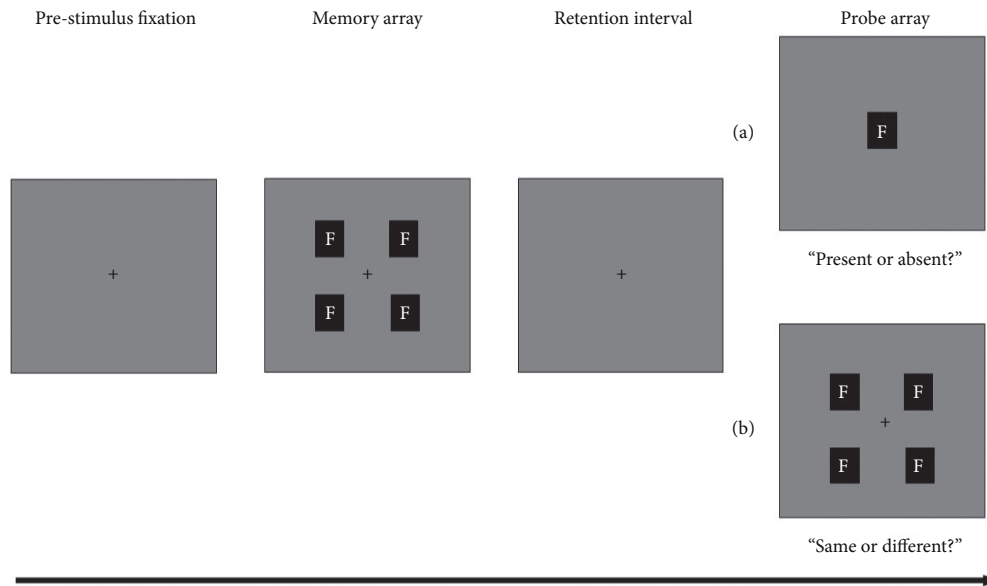 Pre-stimulus fixation
Memory array
Retention interval
Probe array
(a)
F
"Present or absent?"
+
F F
+
F F
+
(b)
F F
+
F F
"Same or different?"